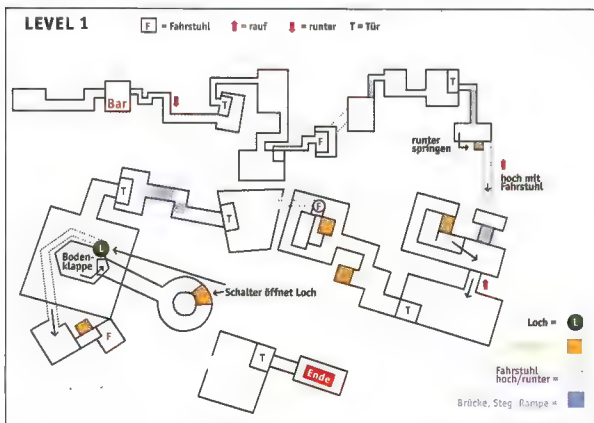 LEVEL 1
F = Fahrstuhl
= rauf
= runter
T = Tür
Bar
T
F
T
runter
springen
hoch mit
Fahrstuhl
T
T
F
L
Boden-
klappe
Schalter öffnet Loch
F
T
T
Ende
Loch = L
Fahrstuhl
hoch/runter =
Brücke, Steg Rampe =